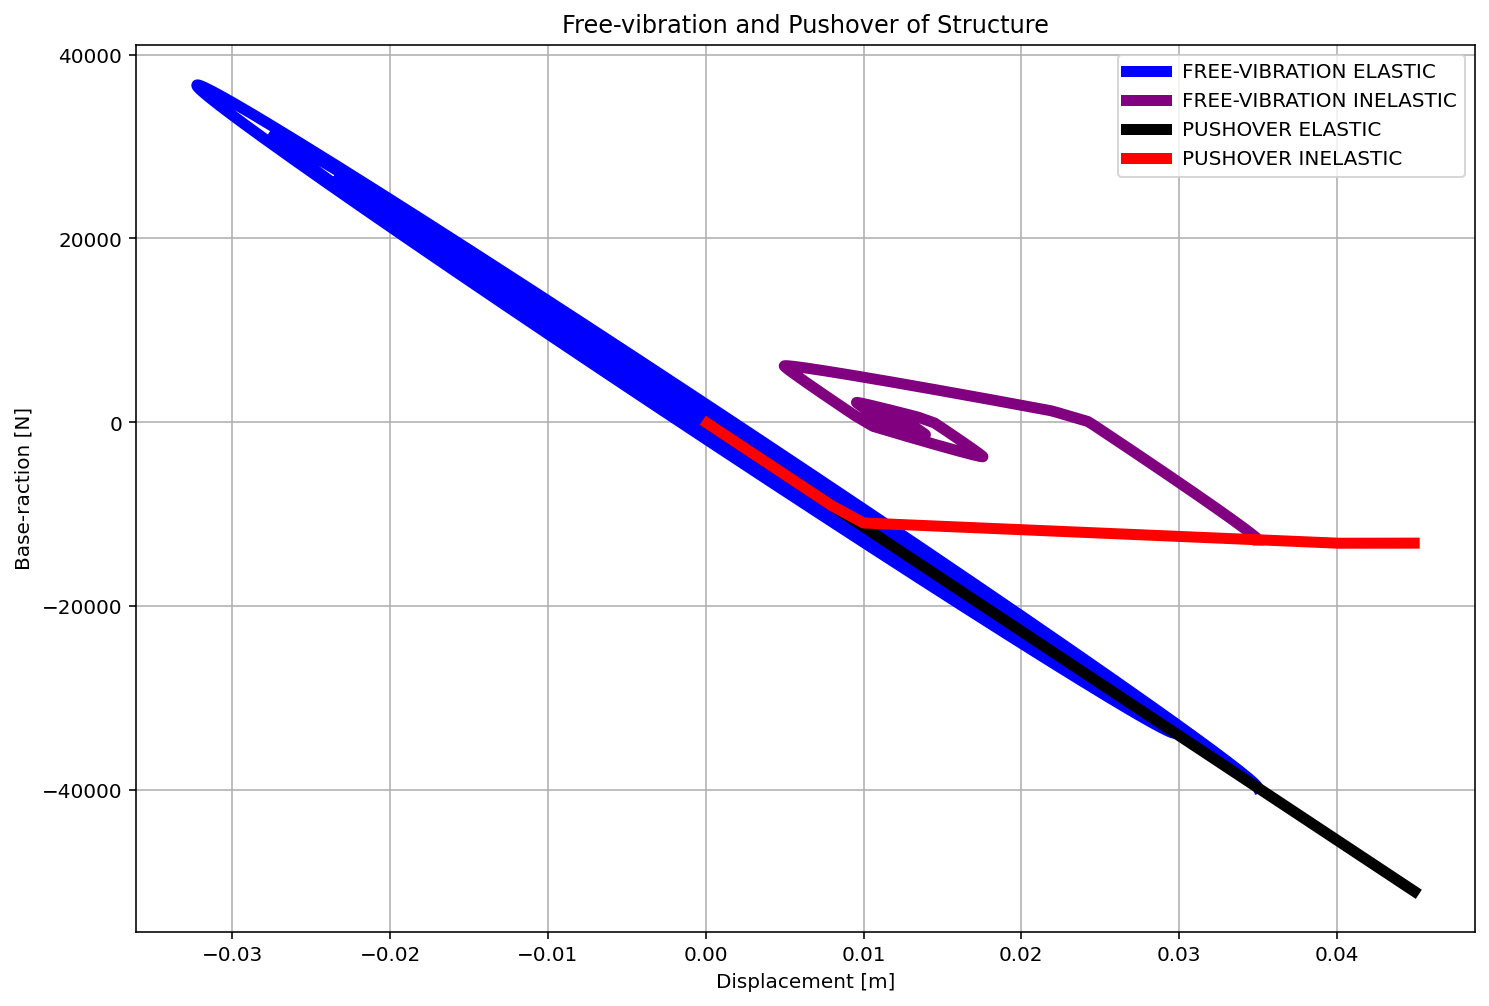 Free-vibration and Pushover of Structure
40000
20000
0
−20000
−40000
Base-raction [N]
FREE-VIBRATION ELASTIC
FREE-VIBRATION INELASTIC
PUSHOVER ELASTIC
PUSHOVER INELASTIC
−0.03 −0.02 −0.01 0.00 0.01 0.02 0.03 0.04
Displacement [m]